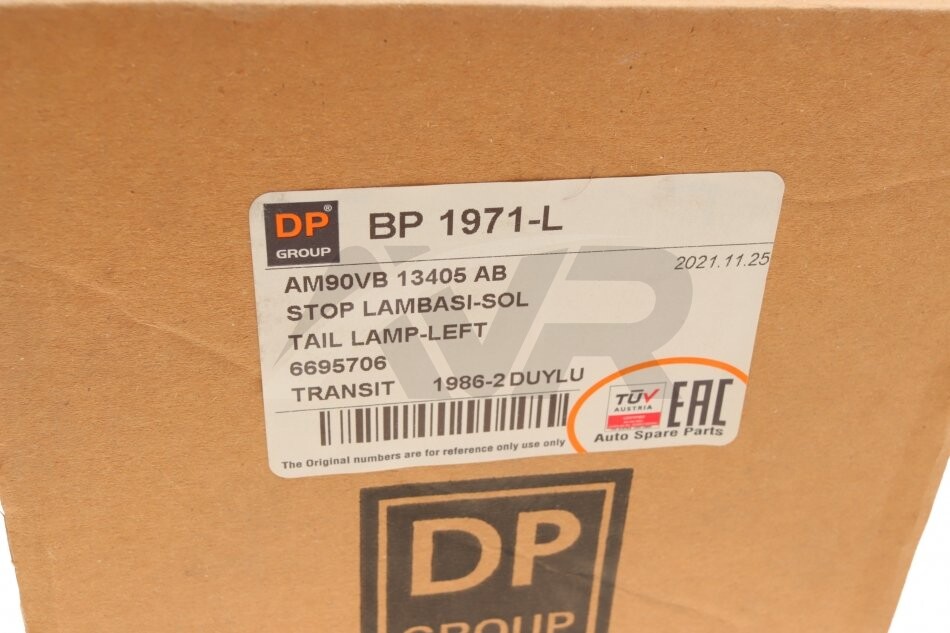 DP®
GROUP
BP 1971-L
2021.11.25
AM90VB 13405 AB
STOP LAMBASI-SOL
TAIL LAMP-LEFT
6695706
TRANSIT 1986-2 DUYLU
TÜV
AUSTRIA
EAC
Auto Spare Parts
The Original numbers are for reference only use only
DP
GROUP
VR